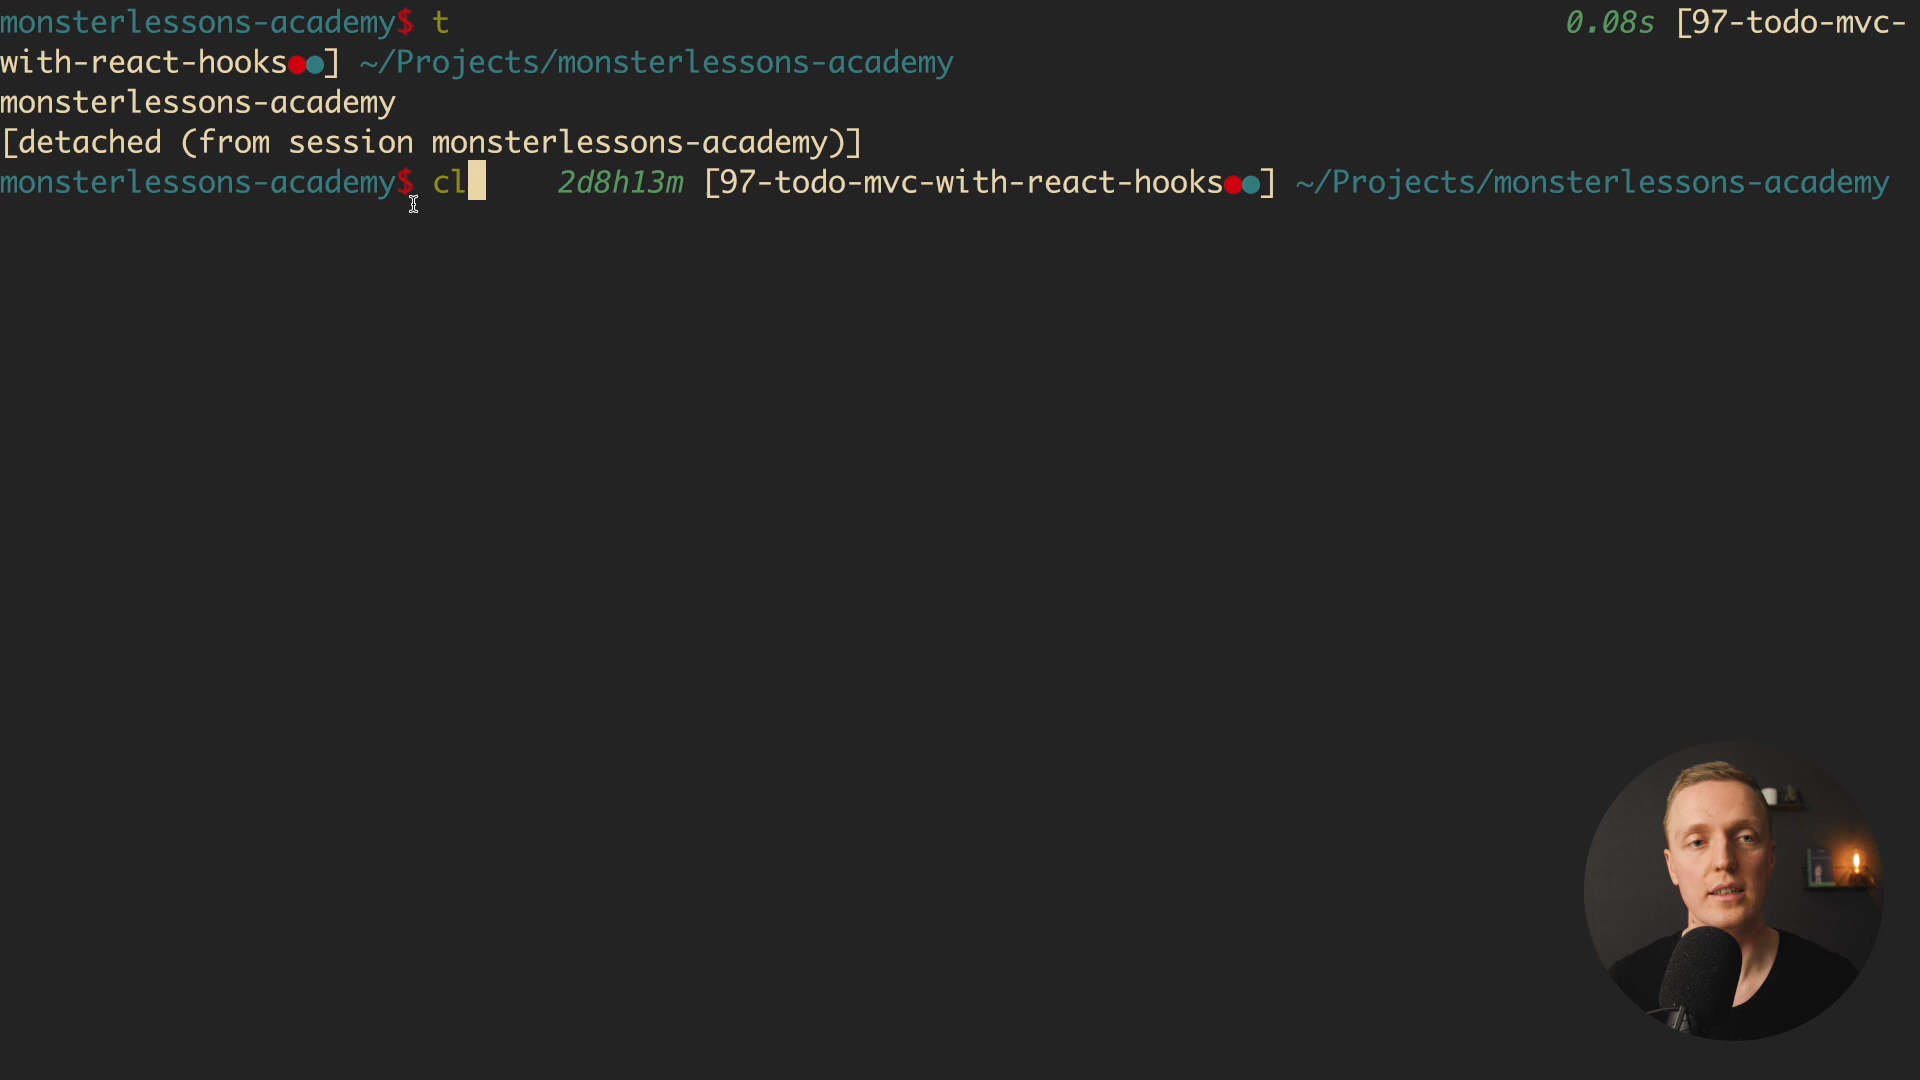 monsterlessons-academy$ t 0.08s [97-todo-mvc-
with-react-hooks●●] ~/Projects/monsterlessons-academy
monsterlessons-academy
[detached (from session monsterlessons-academy)]
monsterlessons-academy$ cl 2d8h13m [97-todo-mvc-with-react-hooks●●] ~/Projects/monsterlessons-academy